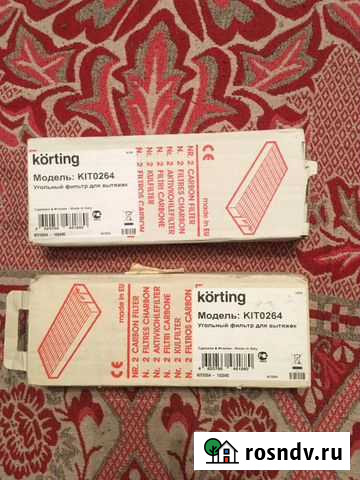 körting
Модель: KIT0264
Угольный фильтр для вытяжек
Сделано в Италии - Made in Italy
NR. 2 CARBON FILTER
N. 2 FILTRES CHARBON
N. 2 AKTIVKOHLEFILTER
N. 2 FILTRI CARBONE
N. 2 KULFILTER
N. 2 FILTROS CARBON
made in EU
CE
körting
Модель: KIT0264
Угольный фильтр для вытяжек
Сделано в Италии - Made in Italy
NR. 2 CARBON FILTER
N. 2 FILTRES CHARBON
N. 2 AKTIVKOHLEFILTER
N. 2 FILTRI CARBONE
N. 2 KULFILTER
N. 2 FILTROS CARBON
made in EU
CE
rosndv.ru